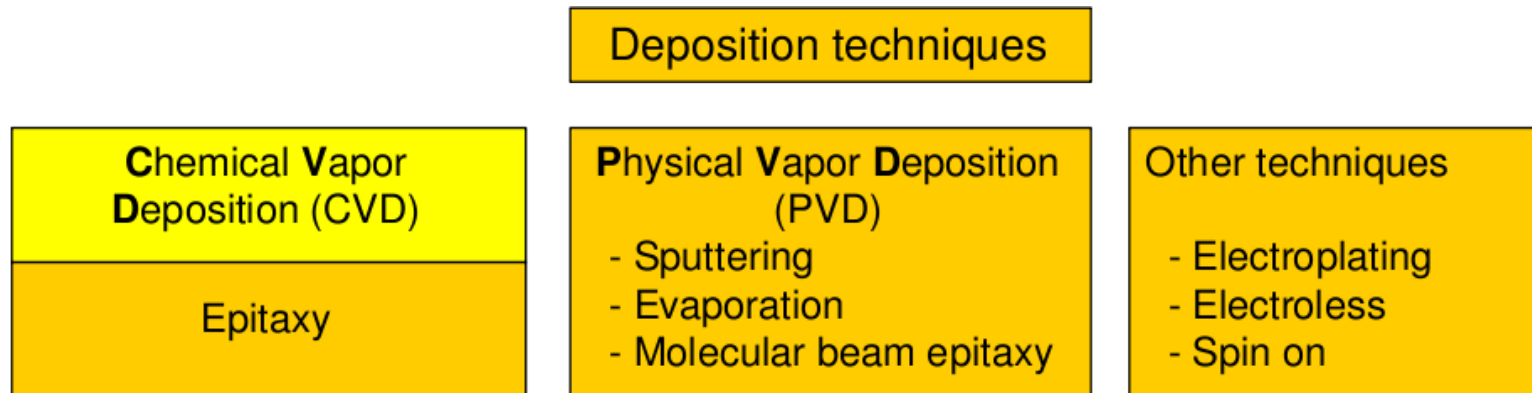 Deposition techniques
Chemical Vapor
Deposition (CVD)
Epitaxy
Physical Vapor Deposition
(PVD)
- Sputtering
- Evaporation
- Molecular beam epitaxy
Other techniques
- Electroplating
- Electroless
- Spin on